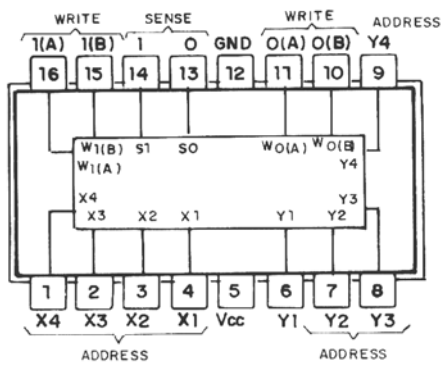 WRITE SENSE WRITE ADDRESS
1(A) 1(B) 1 0 GND 0(A) 0(B) Y4
16 15 14 13 12 11 10 9
ADDRESS
W1(B) S1 S0 W0(A) W0(B)
W1(A) Y4
X4 Y3
X3 X2 X1 Y1 Y2
1 2 3 4 5 6 7 8
X4 X3 X2 X1 Vcc Y1 Y2 Y3
ADDRESS ADDRESS